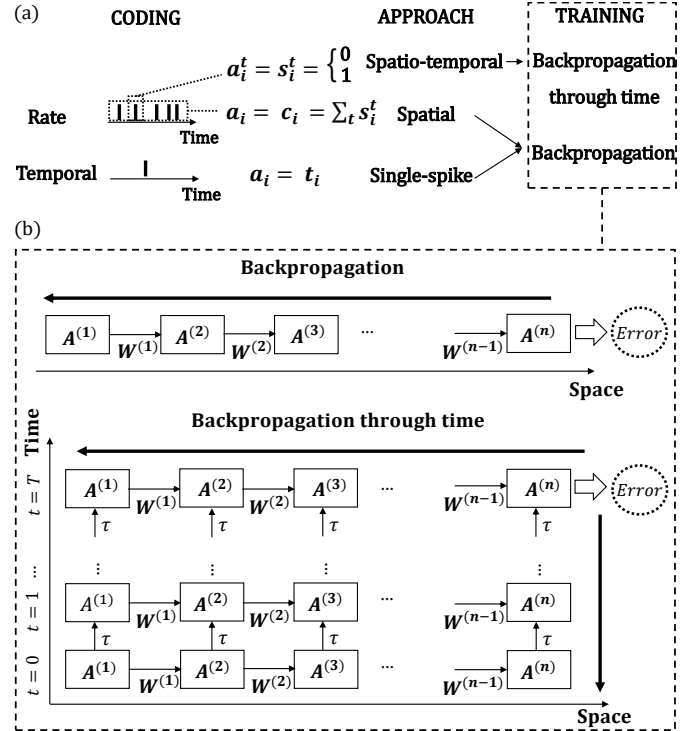 (a)
CODING APPROACH TRAINING
a_i^t = s_i^t = {0 1 Spatio-temporal Backpropagation through time
Rate Time a_i = c_i = ∑_t s_i^t Spatial
Backpropagation
Temporal Time a_i = t_i Single-spike
(b)
Backpropagation
A^(1) W^(1) A^(2) W^(2) A^(3) ... W^(n−1) A^(n) Error
Space
Time
Backpropagation through time
t = T A^(1) W^(1) A^(2) W^(2) A^(3) ... W^(n−1) A^(n) Error
τ τ τ τ
... ⋮ ⋮ ⋮ ⋮
t = 1 A^(1) W^(1) A^(2) W^(2) A^(3) ... W^(n−1) A^(n)
τ τ τ τ
t = 0 A^(1) W^(1) A^(2) W^(2) A^(3) ... W^(n−1) A^(n)
Space